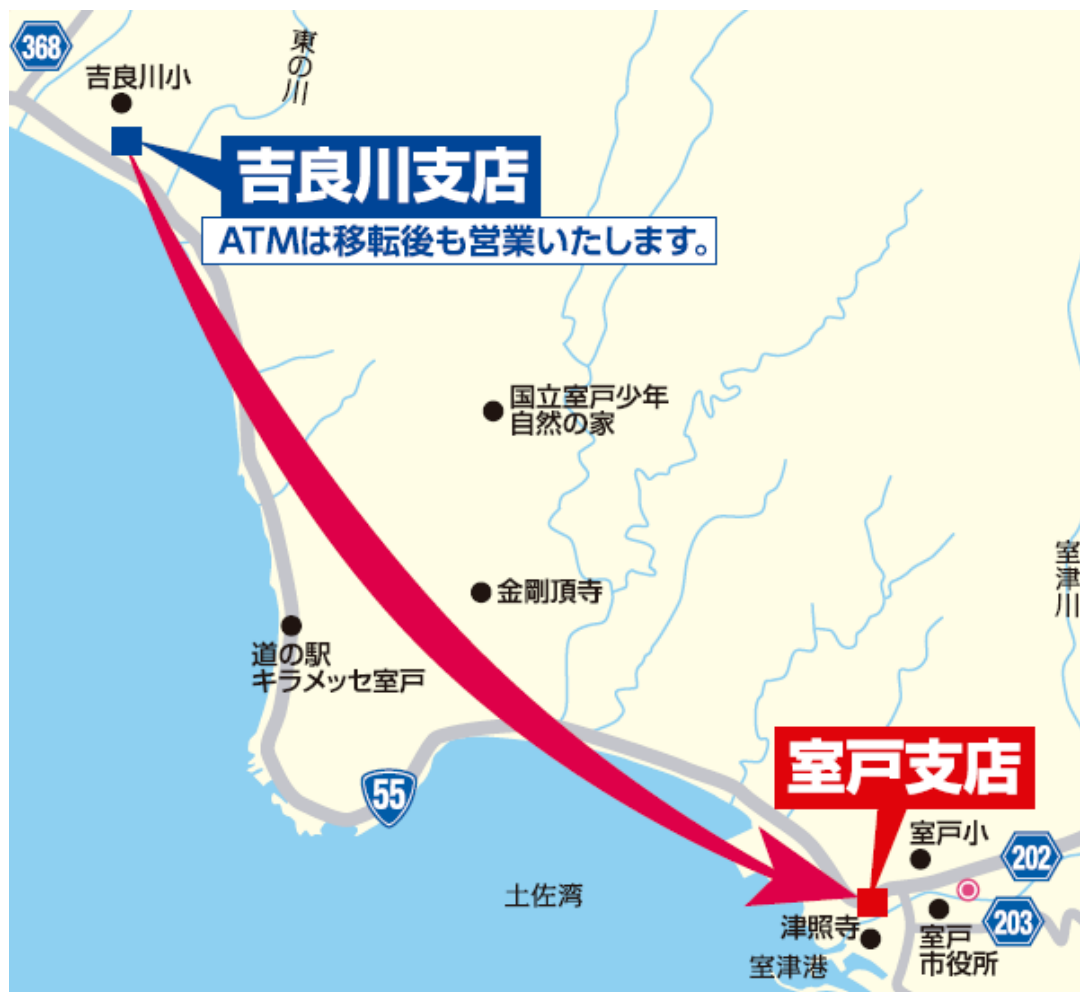 368
東の川
吉良川小
吉良川支店
ATMは移転後も営業いたします。
国立室戸少年
自然の家
室津川
金剛頂寺
道の駅
キラメッセ室戸
55
室戸支店
室戸小
202
土佐湾
津照寺
203
室戸
市役所
室津港